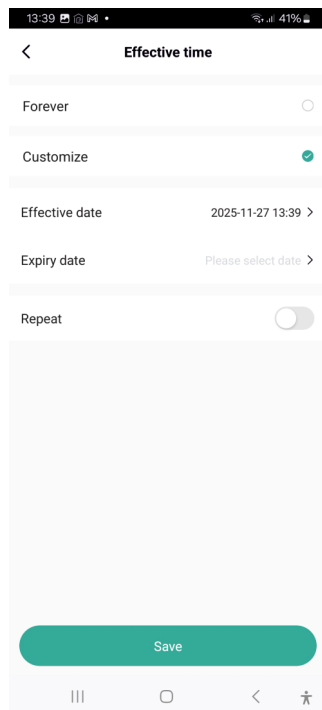 13:39 41%
Effective time
Forever
Customize
Effective date 2025-11-27 13:39
Expiry date Please select date
Repeat
Save